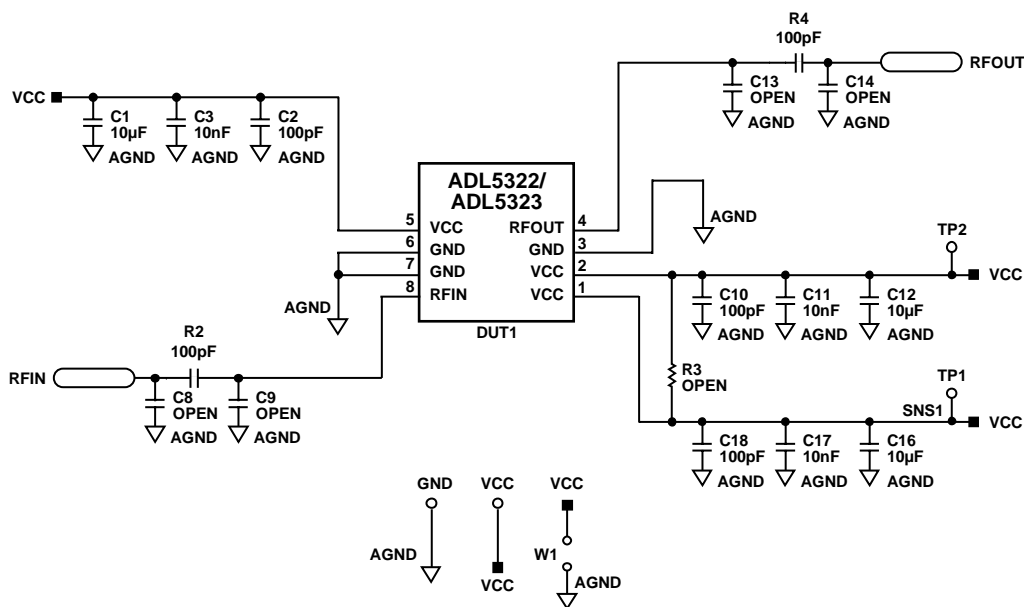 R4
100pF
RFOUT
C13
OPEN
AGND
C14
OPEN
AGND
VCC
C1
10µF
AGND
C3
10nF
AGND
C2
100pF
AGND
ADL5322/
ADL5323
5 VCC
6 GND
7 GND
8 RFIN
RFOUT 4
GND 3
VCC 2
VCC 1
DUT1
AGND
AGND
TP2
VCC
C10
100pF
AGND
C11
10nF
AGND
C12
10µF
AGND
R2
100pF
RFIN
C8
OPEN
AGND
C9
OPEN
AGND
R3
OPEN
TP1
SNS1
VCC
C18
100pF
AGND
C17
10nF
AGND
C16
10µF
AGND
GND
AGND
VCC
VCC
VCC
W1
AGND